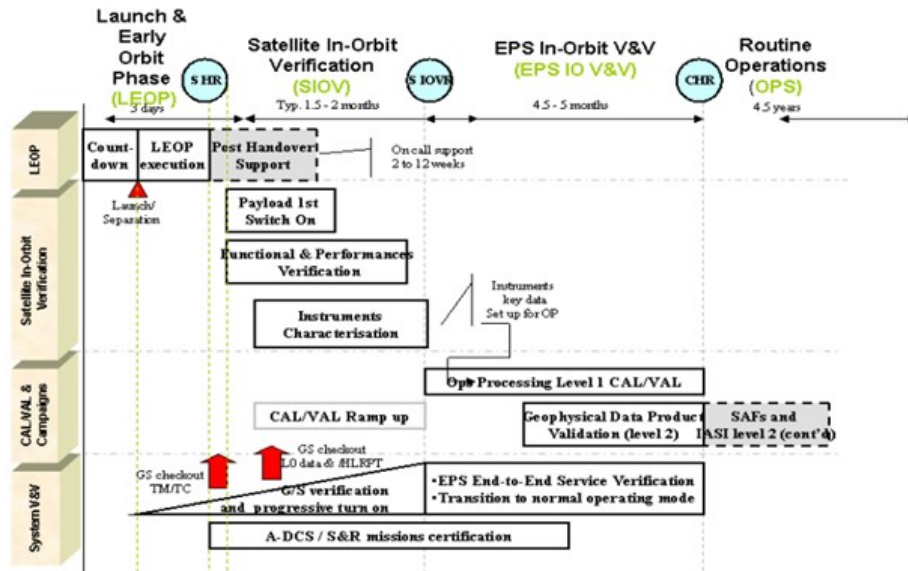 Launch &
Early
Orbit
Phase
(LEOP)
3 days
SHR
Satellite In-Orbit
Verification
(SIOV)
Typ. 1.5 - 2 months
SIOVR
EPS In-Orbit V&V
(EPS IO V&V)
4.5 - 5 months
CHR
Routine
Operations
(OPS)
4.5 years
LEOP
Count-
down
LEOP
execution
Post Handover
Support
On call support
2 to 12 weeks
Launch/
Separation
Satellite In-Orbit
Verification
Payload 1st
Switch On
Functional & Performances
Verification
Instruments
Characterisation
Instruments
key data
Set up for OP
CAL/VAL &
Campaigns
Ops Processing Level 1 CAL/VAL
CAL/VAL Ramp up
Geophysical Data Product
Validation (level 2)
SAFs and
IASI level 2 (cont'd)
System V&V
GS checkout
TM/TC
GS checkout
L0 data & AHLRPT
G/S verification
and progressive turn on
•EPS End-to-End Service Verification
•Transition to normal operating mode
A-DCS / S&R missions certification